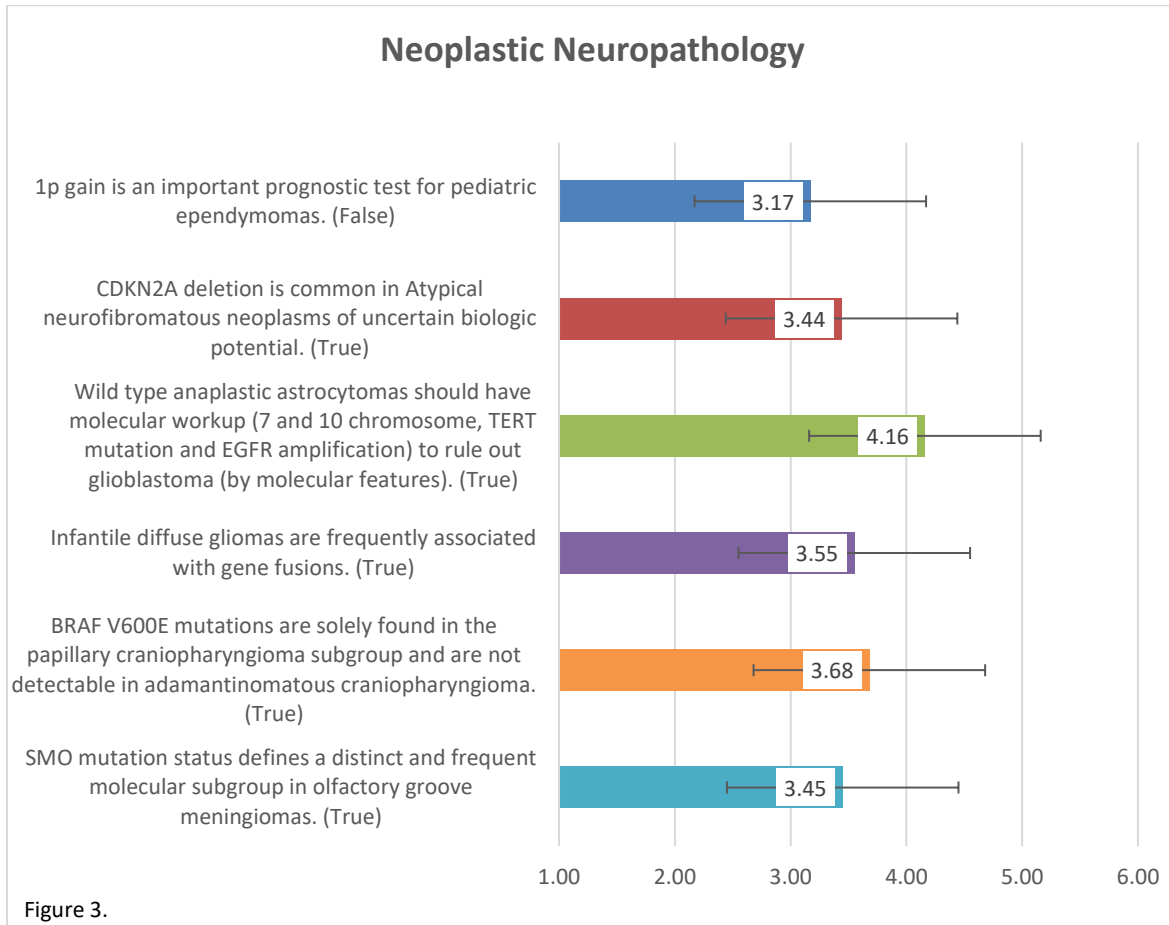 Neoplastic Neuropathology
1p gain is an important prognostic test for pediatric
ependymomas. (False)
3.17
CDKN2A deletion is common in Atypical
neurofibromatous neoplasms of uncertain biologic
potential. (True)
3.44
Wild type anaplastic astrocytomas should have
molecular workup (7 and 10 chromosome, TERT
mutation and EGFR amplification) to rule out
glioblastoma (by molecular features). (True)
4.16
Infantile diffuse gliomas are frequently associated
with gene fusions. (True)
3.55
BRAF V600E mutations are solely found in the
papillary craniopharyngioma subgroup and are not
detectable in adamantinomatous craniopharyngioma.
(True)
3.68
SMO mutation status defines a distinct and frequent
molecular subgroup in olfactory groove
meningiomas. (True)
3.45
1.00 2.00 3.00 4.00 5.00 6.00
Figure 3.